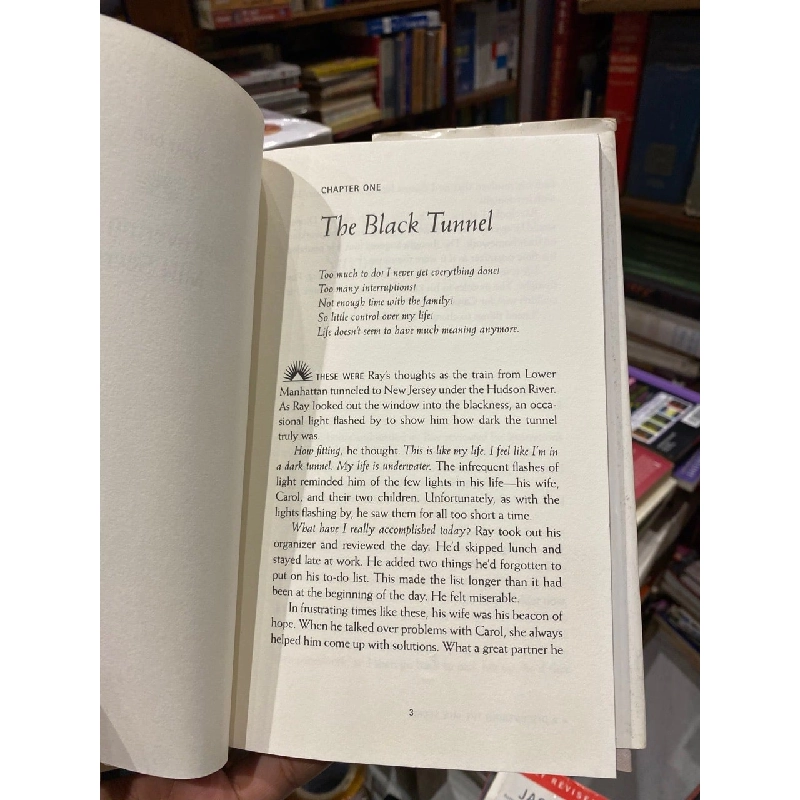 CHAPTER ONE
The Black Tunnel
Too much to do! I never get everything done!
Too many interruptions!
Not enough time with the family!
So little control over my life!
Life doesn't seem to have much meaning anymore.
THESE WERE Ray's thoughts as the train from Lower
Manhattan tunneled to New Jersey under the Hudson River.
As Ray looked out the window into the blackness, an occa-
sional light flashed by to show him how dark the tunnel
truly was.
How fitting, he thought. This is like my life. I feel like I'm in
a dark tunnel. My life is underwater. The infrequent flashes of
light reminded him of the few lights in his life—his wife,
Carol, and their two children. Unfortunately, as with the
lights flashing by, he saw them for all too short a time.
What have I really accomplished today? Ray took out his
organizer and reviewed the day. He'd skipped lunch and
stayed late at work. He added two things he'd forgotten to
put on his to-do list. This made the list longer than it had
been at the beginning of the day. He felt miserable.
In frustrating times like these, his wife was his beacon of
hope. When he talked over problems with Carol, she always
helped him come up with solutions. What a great partner he
3
REVISED